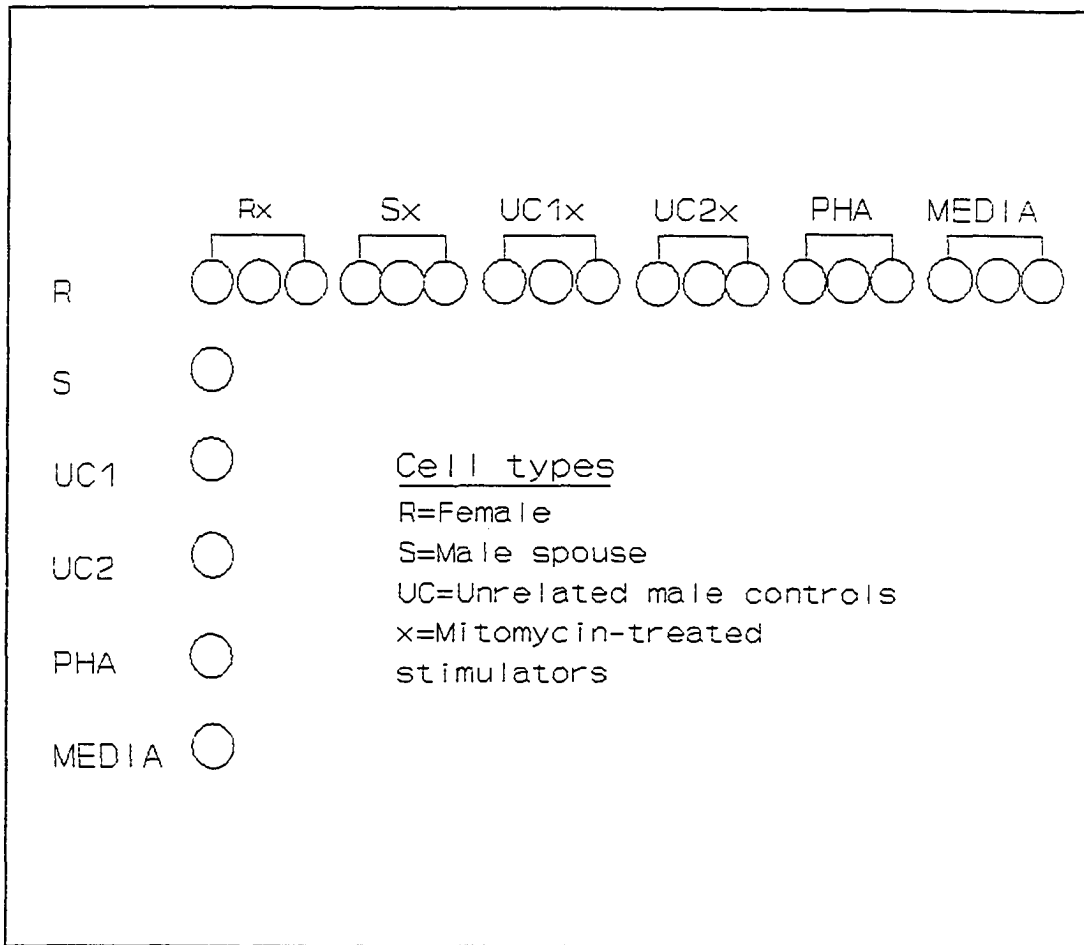 Rx Sx UC1x UC2x PHA MEDIA
R
S
UC1
UC2
PHA
MEDIA
Cell types
R=Female
S=Male spouse
UC=Unrelated male controls
x=Mitomycin-treated
stimulators